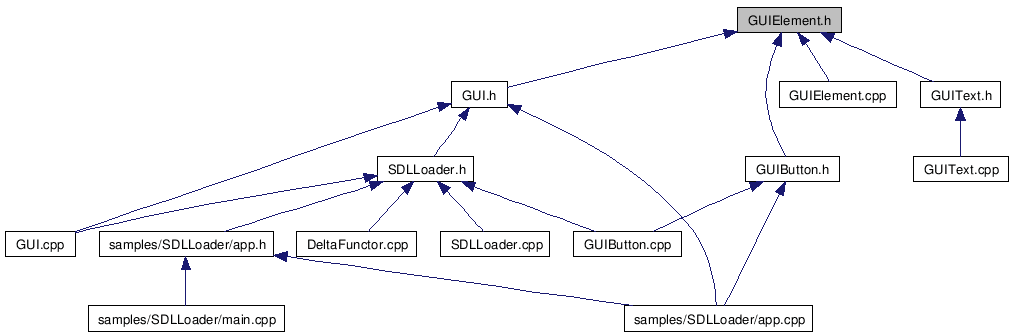 GUIElement.h
GUI.h
GUIElement.cpp
GUIText.h
SDLLoader.h
GUIButton.h
GUIText.cpp
GUI.cpp
samples/SDLLoader/app.h
DeltaFunctor.cpp
SDLLoader.cpp
GUIButton.cpp
samples/SDLLoader/main.cpp
samples/SDLLoader/app.cpp